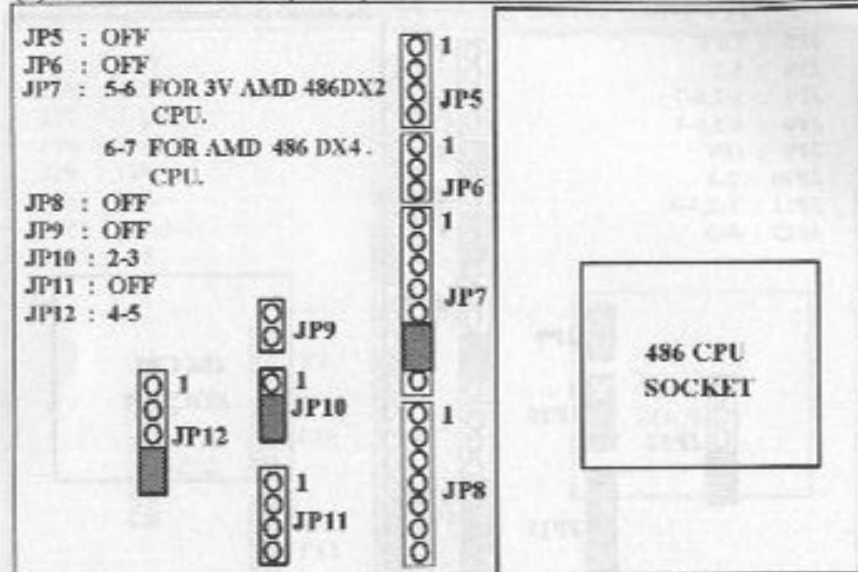 JP5 : OFF
JP6 : OFF
JP7 : 5-6 FOR 3V AMD 486DX2
CPU.
6-7 FOR AMD 486 DX4 .
CPU.
JP8 : OFF
JP9 : OFF
JP10 : 2-3
JP11 : OFF
JP12 : 4-5
1
JP5
1
JP6
1
JP7
JP9
1
JP10
1
JP12
1
JP8
1
JP11
486 CPU
SOCKET